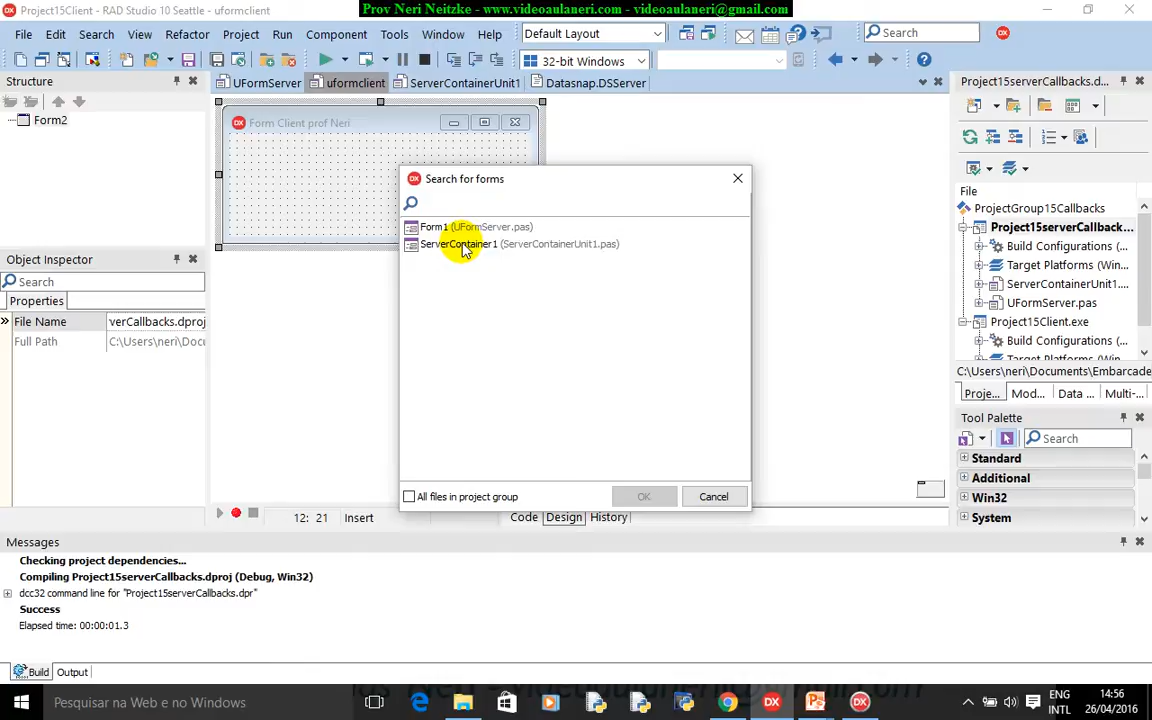 Project15Client - RAD Studio 10 Seattle - uformclient
Prov Neri Neitzke - www.videoaulaneri.com - videoaulaneri@gmail.com
File Edit Search View Refactor Project Run Component Tools Window Help
Default Layout
Search
32-bit Windows
Structure
UFormServer
uformclient
ServerContainerUnit1
Datasnap.DSServer
Project15serverCallbacks.d...
Form2
Form Client prof Neri
Search for forms
Form1 (UFormServer.pas)
ServerContainer1 (ServerContainerUnit1.pas)
All files in project group
OK
Cancel
Object Inspector
Search
Properties
File Name
verCallbacks.dproj
Full Path
C:\Users\neri\Docu
File
ProjectGroup15Callbacks
Project15serverCallback...
Build Configurations (...
Target Platforms (Win...
ServerContainerUnit1....
UFormServer.pas
Project15Client.exe
Build Configurations (...
Target Platforms (Win...
C:\Users\neri\Documents\Embarcade
Proje... Mod... Data ... Multi-...
Tool Palette
Search
Standard
Additional
Win32
System
12: 21
Insert
Code Design History
Messages
Checking project dependencies...
Compiling Project15serverCallbacks.dproj (Debug, Win32)
dcc32 command line for "Project15serverCallbacks.dpr"
Success
Elapsed time: 00:00:01.3
Build Output
Pesquisar na Web e no Windows
ENG
INTL
14:56
26/04/2016